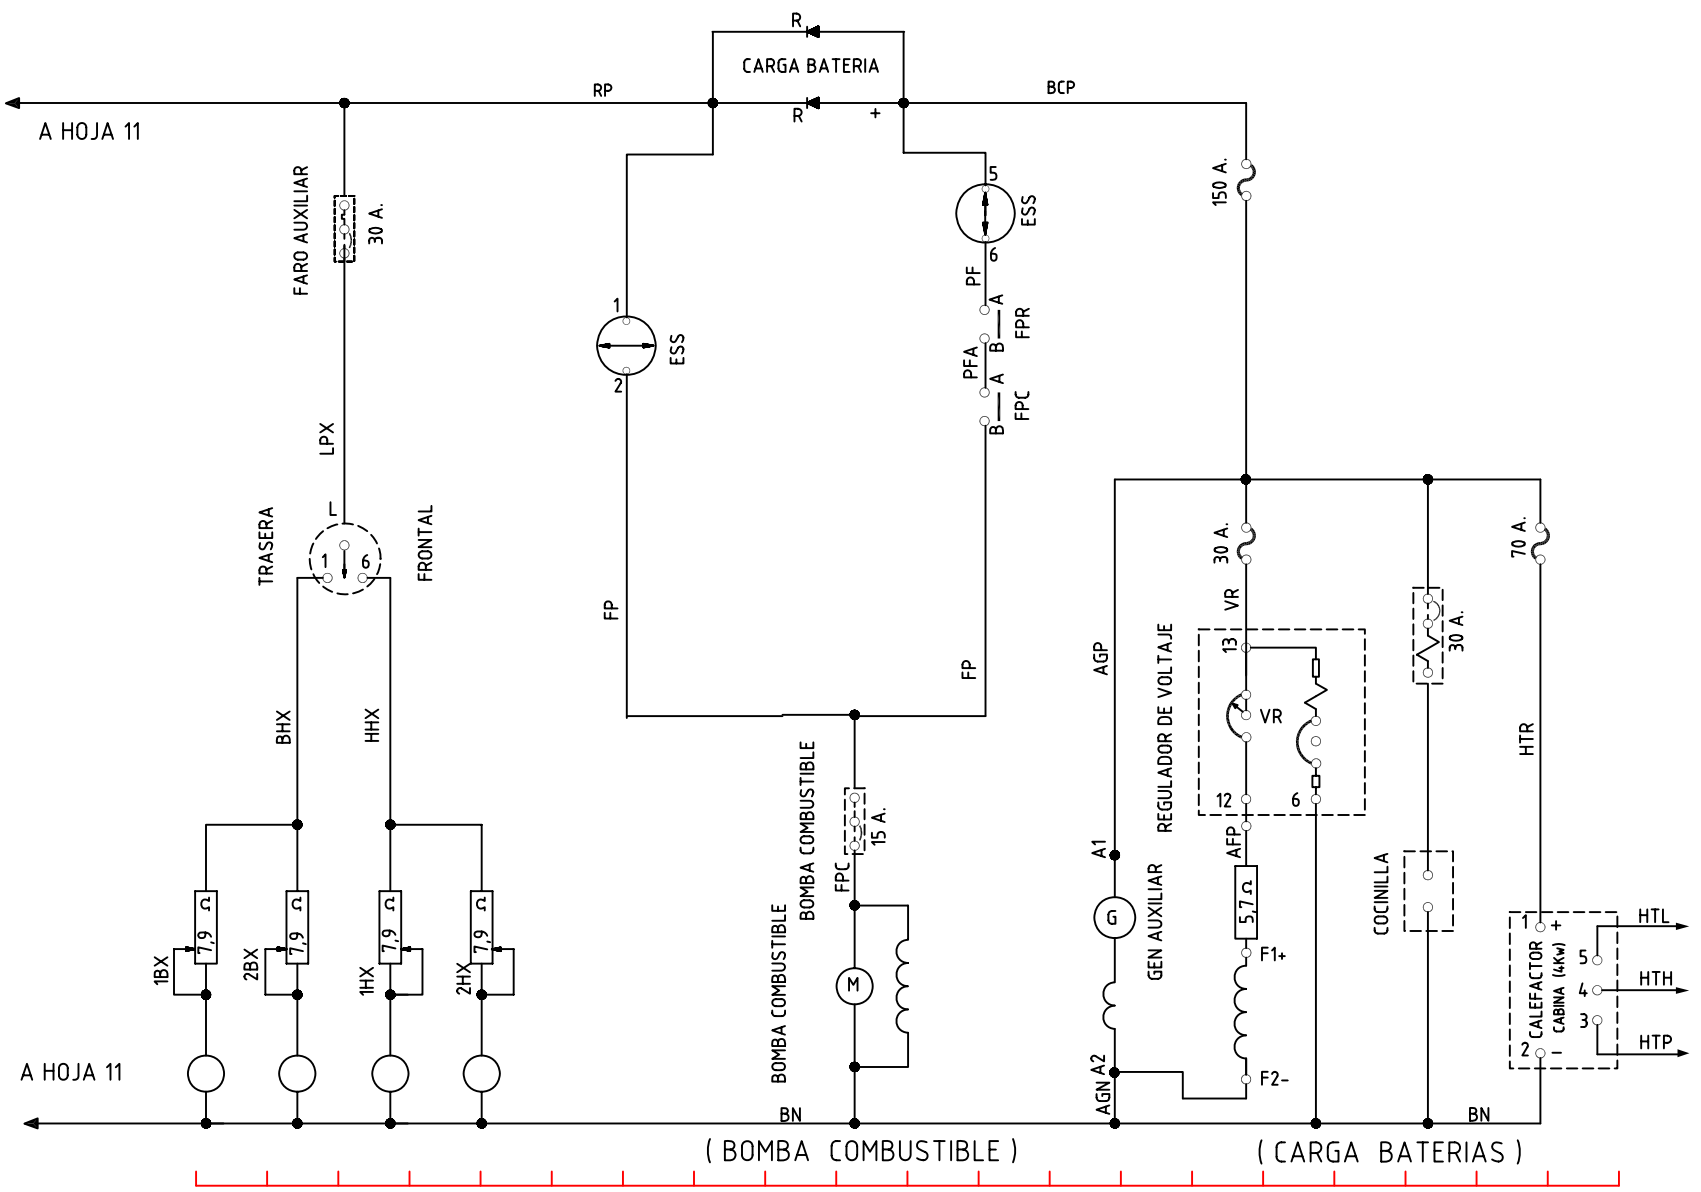 R
CARGA BATERIA
RP
R
+
BCP
A HOJA 11
FARO AUXILIAR
30 A.
150 A.
5
ESS
6
PF
A
FPR
B
PFA
A
FPC
B
1
ESS
2
LPX
L
TRASERA
FRONTAL
1
6
30 A.
70 A.
FP
VR
30 A.
FP
AGP
REGULADOR DE VOLTAJE
13
VR
12
6
BHX
HHX
HTR
BOMBA COMBUSTIBLE
15 A.
FPC
A1
AFP
COCINILLA
7,9 Ω
7,9 Ω
7,9 Ω
7,9 Ω
1BX
2BX
1HX
2HX
BOMBA COMBUSTIBLE
M
G
GEN AUXILIAR
5,7 Ω
F1+
F2-
1
+
CALEFACTOR
CABINA (4Kw)
5
4
3
2
-
HTL
HTH
HTP
A HOJA 11
A2
AGN
BN
BN
( BOMBA COMBUSTIBLE )
( CARGA BATERIAS )